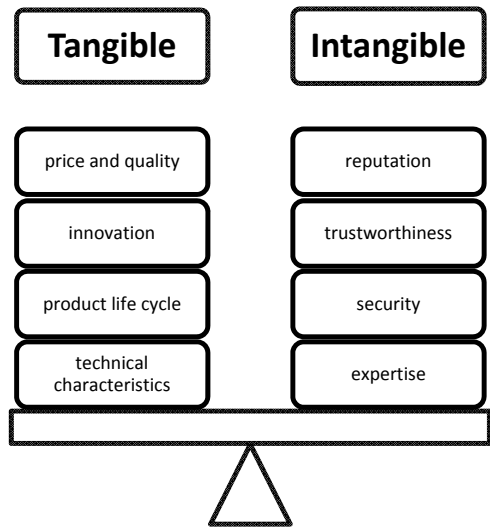 Tangible
Intangible
price and quality
reputation
innovation
trustworthiness
product life cycle
security
technical
characteristics
expertise